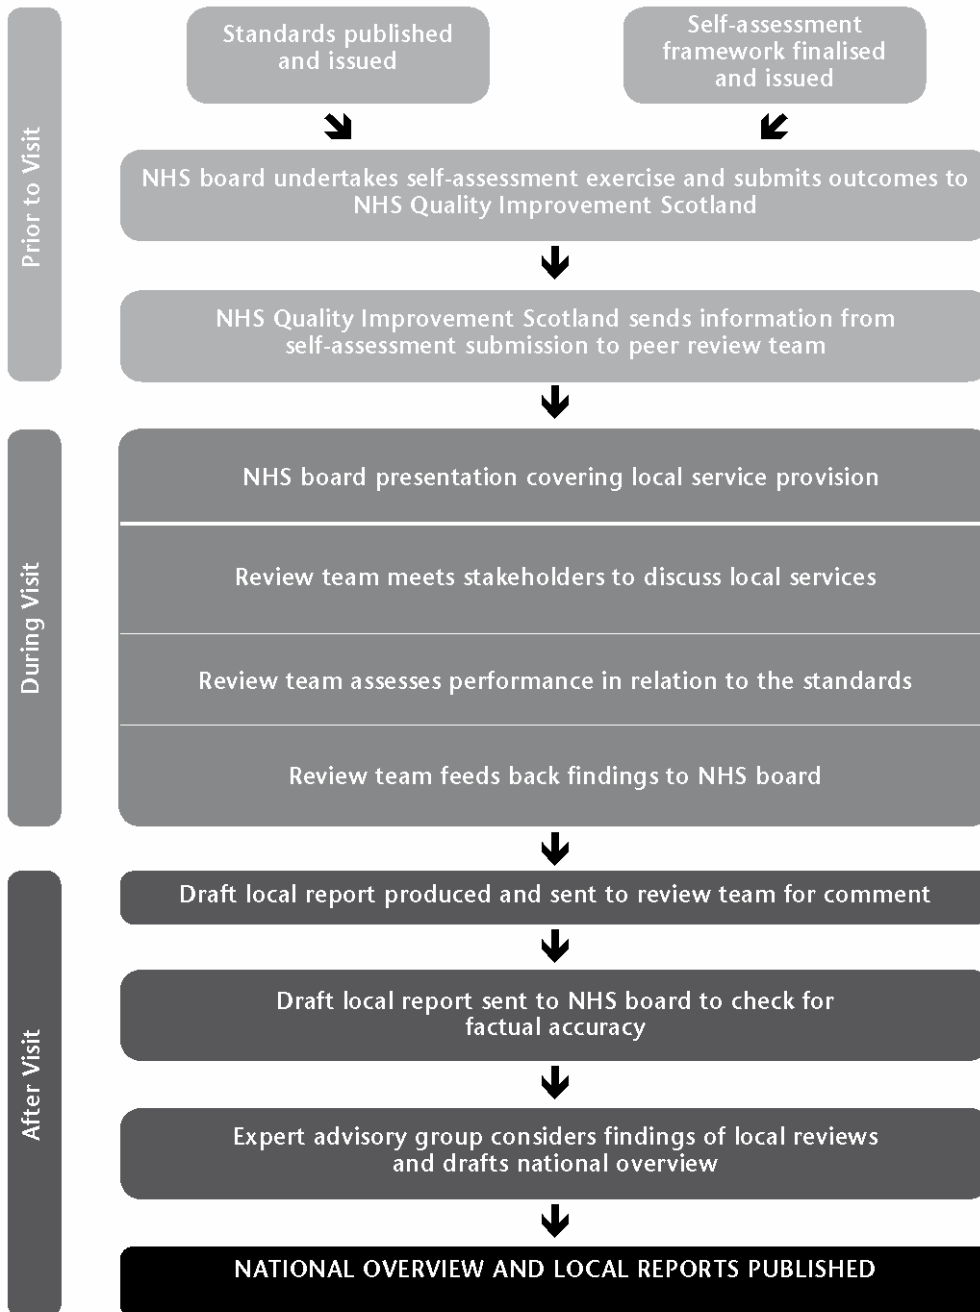 Prior to Visit
Standards published
and issued
Self-assessment
framework finalised
and issued
NHS board undertakes self-assessment exercise and submits outcomes to
NHS Quality Improvement Scotland
NHS Quality Improvement Scotland sends information from
self-assessment submission to peer review team
During Visit
NHS board presentation covering local service provision
Review team meets stakeholders to discuss local services
Review team assesses performance in relation to the standards
Review team feeds back findings to NHS board
After Visit
Draft local report produced and sent to review team for comment
Draft local report sent to NHS board to check for
factual accuracy
Expert advisory group considers findings of local reviews
and drafts national overview
NATIONAL OVERVIEW AND LOCAL REPORTS PUBLISHED